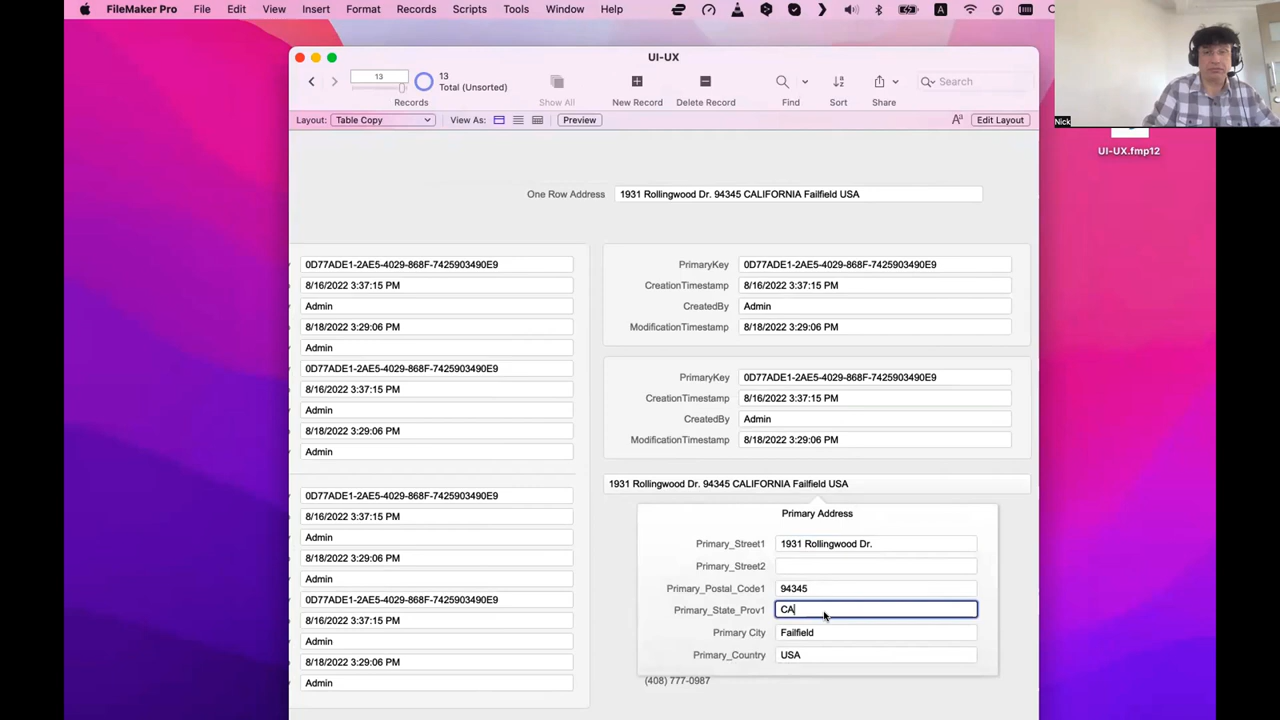 FileMaker Pro File Edit View Insert Format Records Scripts Tools Window Help A
UI-UX
13
13
Total (Unsorted)
Search
Records
Show All
New Record
Delete Record
Find
Sort
Share
Layout: Table Copy View As: Preview Aª Edit Layout
Nick
UI-UX.fmp12
One Row Address 1931 Rollingwood Dr. 94345 CALIFORNIA Failfield USA
0D77ADE1-2AE5-4029-868F-7425903490E9
8/16/2022 3:37:15 PM
Admin
8/18/2022 3:29:06 PM
Admin
0D77ADE1-2AE5-4029-868F-7425903490E9
8/16/2022 3:37:15 PM
Admin
8/18/2022 3:29:06 PM
Admin
0D77ADE1-2AE5-4029-868F-7425903490E9
8/16/2022 3:37:15 PM
Admin
8/18/2022 3:29:06 PM
Admin
0D77ADE1-2AE5-4029-868F-7425903490E9
8/16/2022 3:37:15 PM
Admin
8/18/2022 3:29:06 PM
Admin
PrimaryKey 0D77ADE1-2AE5-4029-868F-7425903490E9
CreationTimestamp 8/16/2022 3:37:15 PM
CreatedBy Admin
ModificationTimestamp 8/18/2022 3:29:06 PM
PrimaryKey 0D77ADE1-2AE5-4029-868F-7425903490E9
CreationTimestamp 8/16/2022 3:37:15 PM
CreatedBy Admin
ModificationTimestamp 8/18/2022 3:29:06 PM
1931 Rollingwood Dr. 94345 CALIFORNIA Failfield USA
Primary Address
Primary_Street1 1931 Rollingwood Dr.
Primary_Street2
Primary_Postal_Code1 94345
Primary_State_Prov1 CA
Primary City Failfield
Primary_Country USA
(408) 777-0987